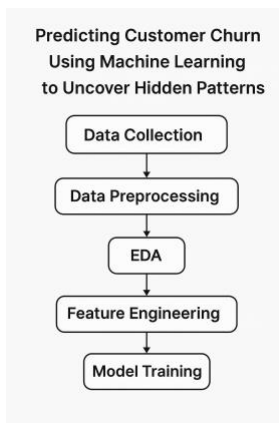 Predicting Customer Churn
Using Machine Learning
to Uncover Hidden Patterns
Data Collection
Data Preprocessing
EDA
Feature Engineering
Model Training